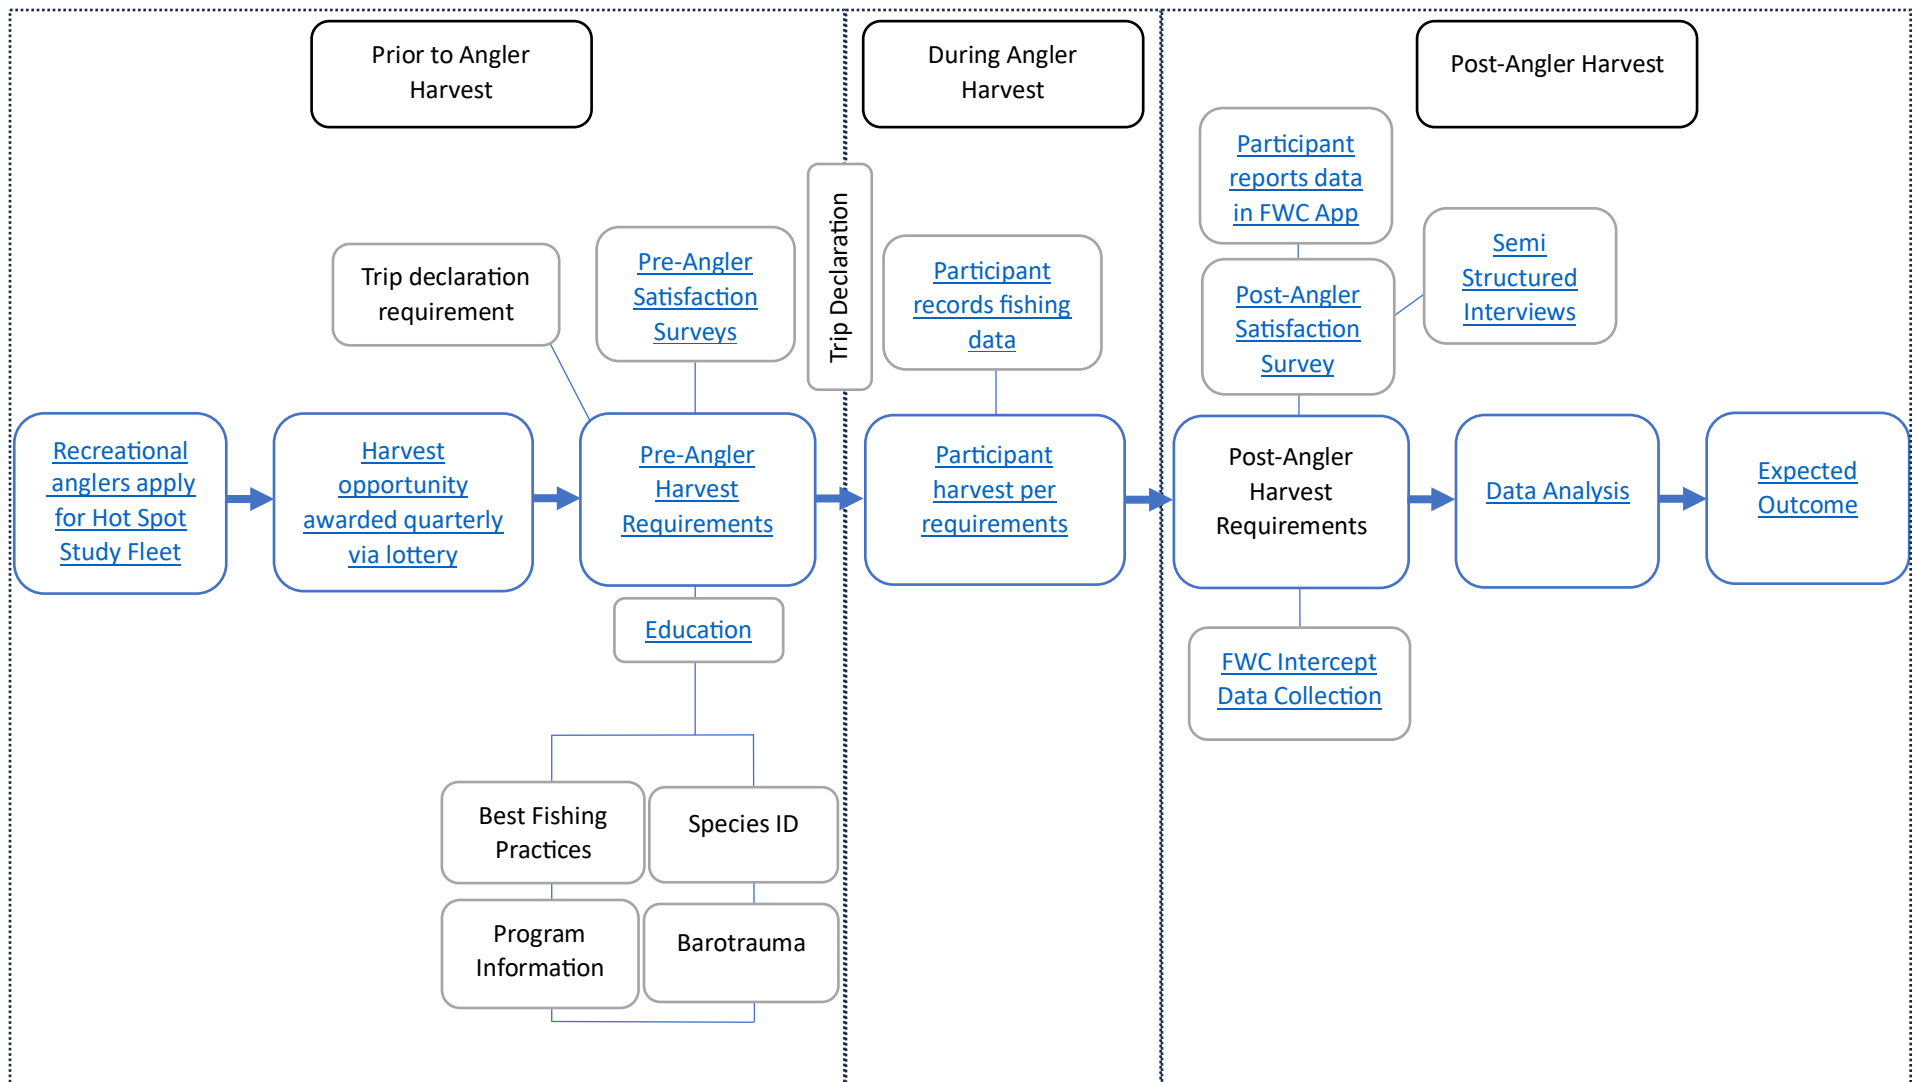 Prior to Angler
Harvest
During Angler
Harvest
Post-Angler Harvest
Trip declaration
requirement
Pre-Angler
Satisfaction
Surveys
Trip Declaration
Participant
records fishing
data
Participant
reports data
in FWC App
Post-Angler
Satisfaction
Survey
Semi
Structured
Interviews
Recreational
anglers apply
for Hot Spot
Study Fleet
Harvest
opportunity
awarded quarterly
via lottery
Pre-Angler
Harvest
Requirements
Participant
harvest per
requirements
Post-Angler
Harvest
Requirements
Data Analysis
Expected
Outcome
Education
FWC Intercept
Data Collection
Best Fishing
Practices
Species ID
Program
Information
Barotrauma